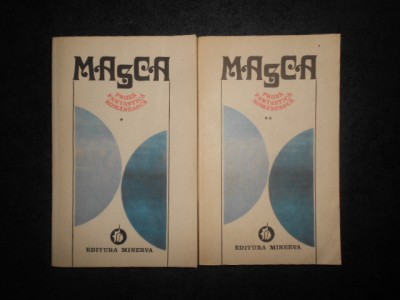 MASCA
PROZĂ
FANTASTICĂ
ROMÂNEASCĂ
*
EDITURA MINERVA
MASCA
PROZĂ
FANTASTICĂ
ROMÂNEASCĂ
**
EDITURA MINERVA